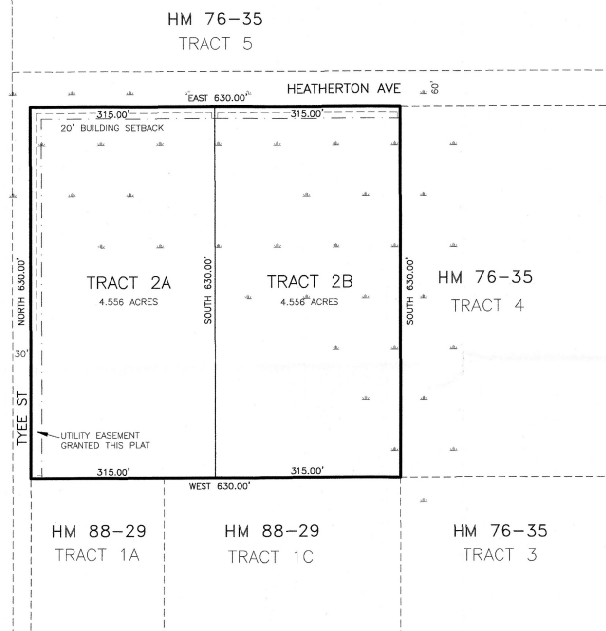 HM 76-35
TRACT 5
HEATHERTON AVE
60'
EAST 630.00'
315.00'
315.00'
20' BUILDING SETBACK
NORTH 630.00'
TRACT 2A
4.556 ACRES
SOUTH 630.00'
TRACT 2B
4.556 ACRES
SOUTH 630.00'
HM 76-35
TRACT 4
30'
TYEE ST
UTILITY EASEMENT
GRANTED THIS PLAT
315.00'
315.00'
WEST 630.00'
HM 88-29
TRACT 1A
HM 88-29
TRACT 1C
HM 76-35
TRACT 3